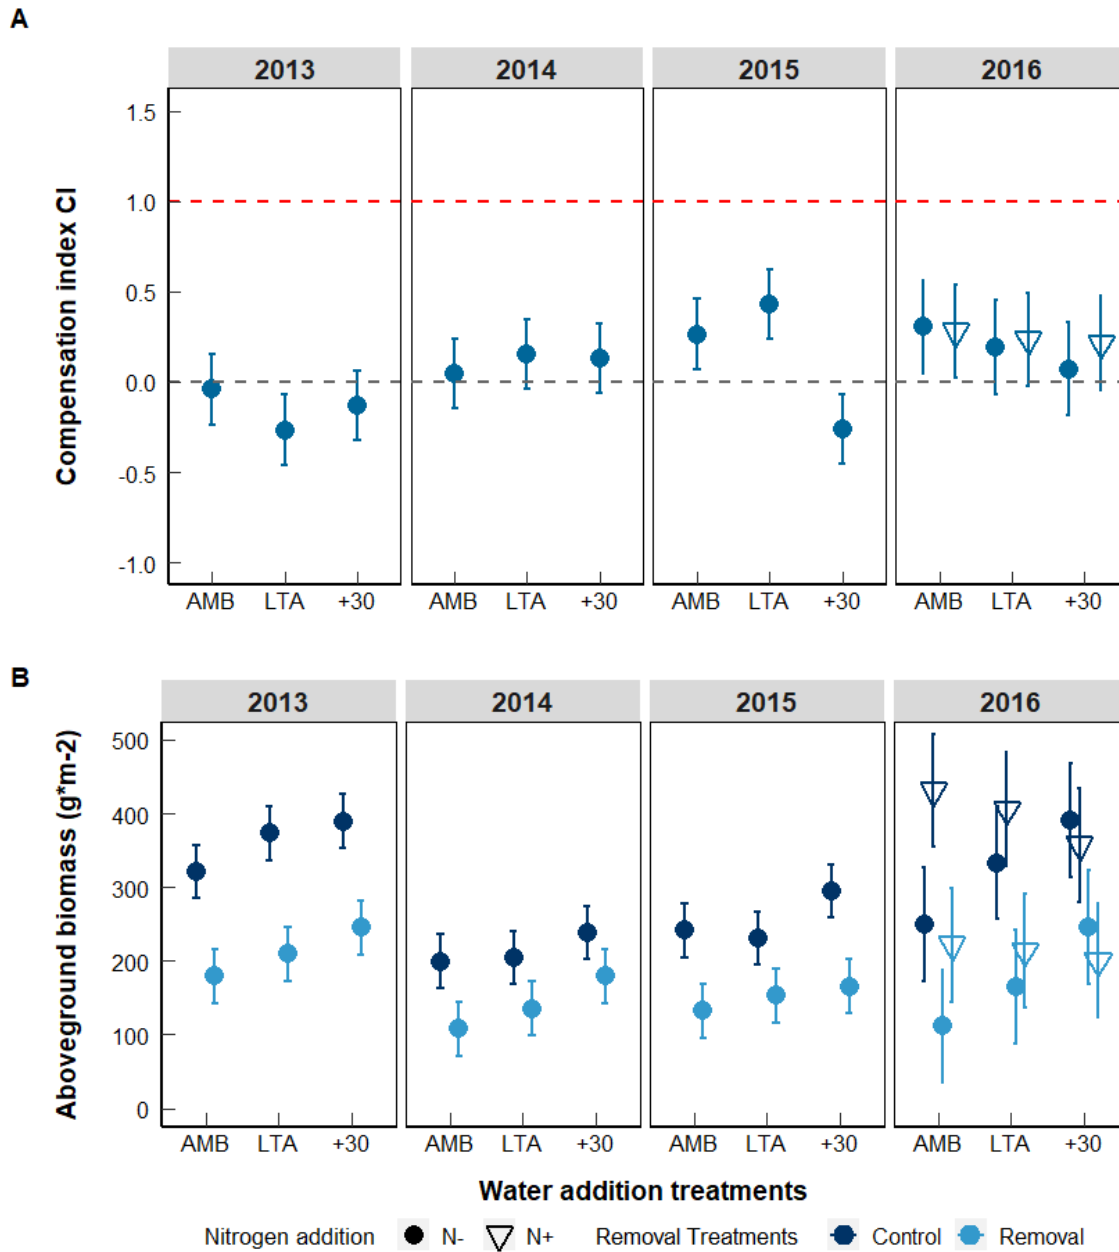 A
2013 2014 2015 2016
Compensation index CI
1.5
1.0
0.5
0.0
-0.5
-1.0
AMB LTA +30 AMB LTA +30 AMB LTA +30 AMB LTA +30
B
2013 2014 2015 2016
Aboveground biomass (g*m-2)
500
400
300
200
100
0
AMB LTA +30 AMB LTA +30 AMB LTA +30 AMB LTA +30
Water addition treatments
Nitrogen addition N- N+ Removal Treatments Control Removal